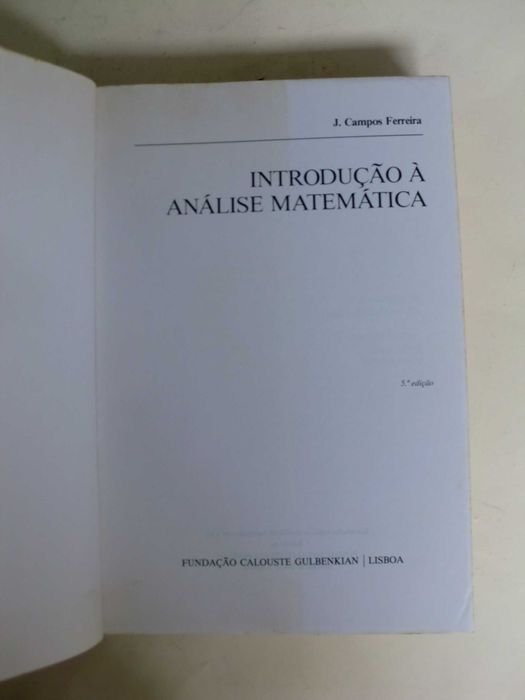 J. Campos Ferreira
INTRODUÇÃO À
ANÁLISE MATEMÁTICA
5.ª edição
FUNDAÇÃO CALOUSTE GULBENKIAN | LISBOA